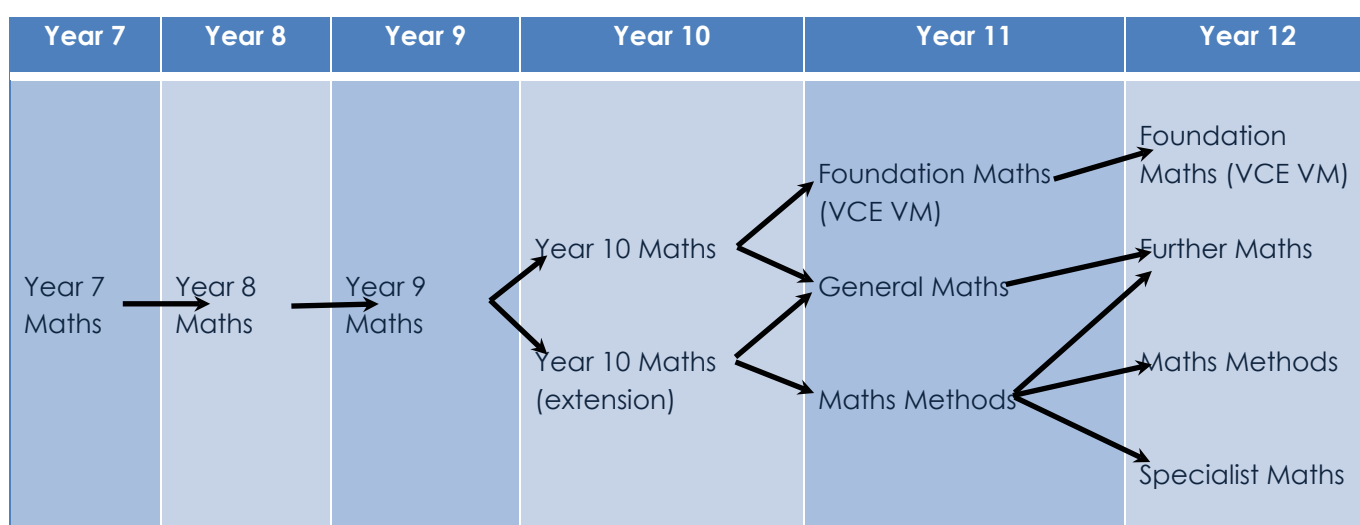 Year 7
Year 8
Year 9
Year 10
Year 11
Year 12
Year 7
Maths
Year 8
Maths
Year 9
Maths
Year 10 Maths
Year 10 Maths
(extension)
Foundation Maths
(VCE VM)
General Maths
Maths Methods
Foundation
Maths (VCE VM)
Further Maths
Maths Methods
Specialist Maths